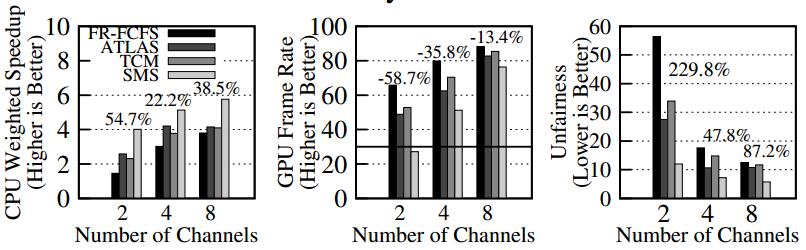 CPU Weighted Speedup
(Higher is Better)
10
8
6
4
2
0
FR-FCFS
ATLAS
TCM
SMS
54.7%
22.2%
38.5%
2 4 8
Number of Channels
GPU Frame Rate
(Higher is Better)
100
80
60
40
20
0
-58.7%
-35.8%
-13.4%
2 4 8
Number of Channels
Unfairness
(Lower is Better)
60
50
40
30
20
10
0
229.8%
47.8%
87.2%
2 4 8
Number of Channels